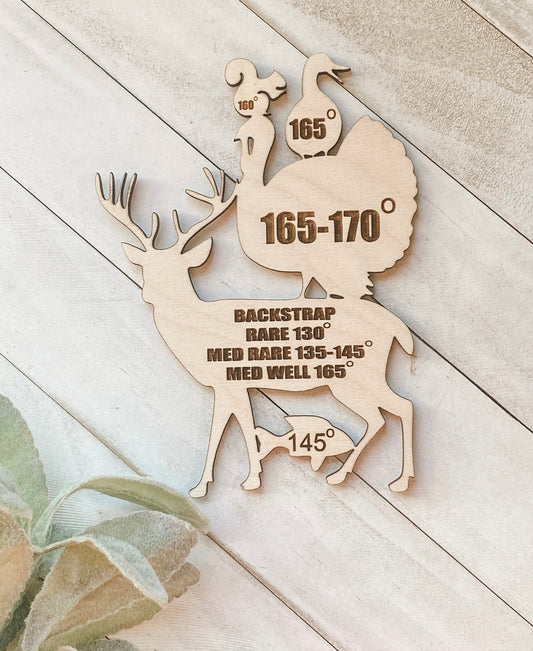 160°
165°
165-170°
BACKSTRAP
RARE 130°
MED RARE 135-145°
MED WELL 165°
145°